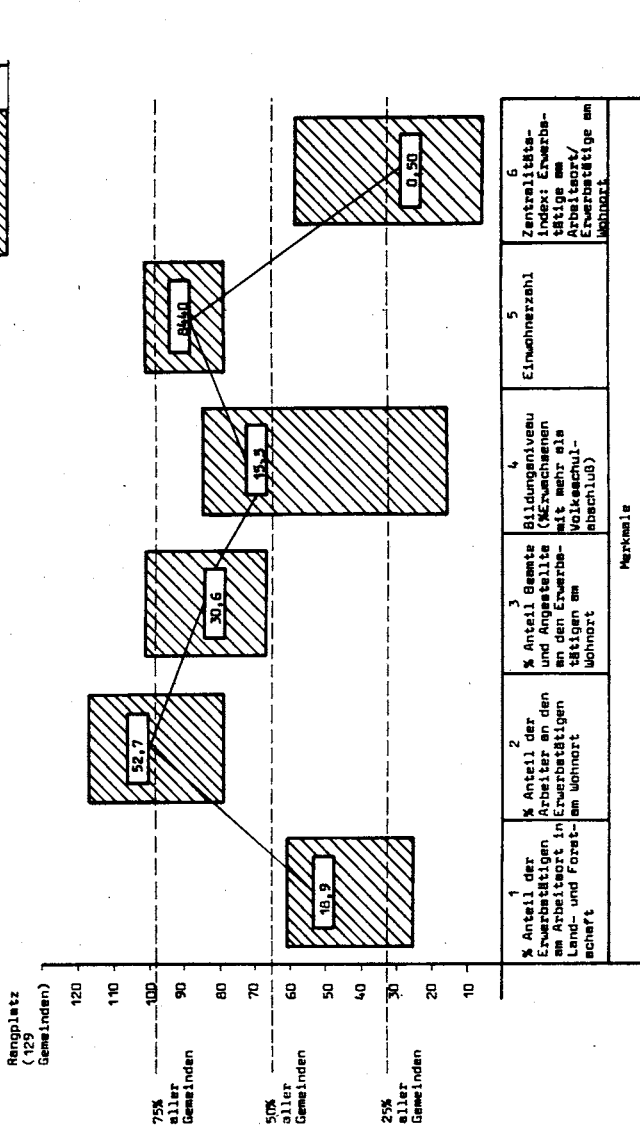 Rangplatz
(129
Gemeinden)
120
110
100
90
80
70
60
50
40
30
20
10
75%
aller
Gemeinden
50%
aller
Gemeinden
25%
aller
Gemeinden
18,9
52,7
30,6
15,5
8440
0,50
1
% Anteil der
Erwerbstätigen
am Arbeitsort in
Land- und Forst-
schaft
2
% Anteil der
Arbeiter an den
Erwerbstätigen
am Wohnort
3
% Anteil Beamte
und Angestellte
an den Erwerbs-
tätigen am
Wohnort
4
Bildungsniveau
(%Erwachsenen
mit mehr als
Volksschul-
abschluß)
5
Einwohnerzahl
6
Zentralitäts-
index: Erwerbs-
tätige am
Arbeitsort/
Erwerbstätige am
Wohnort
Merkmale